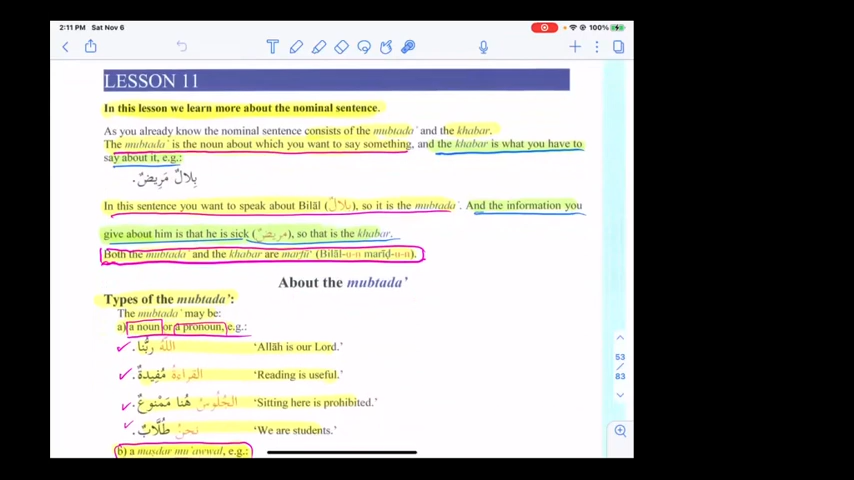 2:11 PM Sat Nov 6
100%
LESSON 11
In this lesson we learn more about the nominal sentence.
As you already know the nominal sentence consists of the mubtada’ and the khabar.
The mubtada’ is the noun about which you want to say something, and the khabar is what you have to
say about it, e.g.:
بِلالٌ مَرِيضٌ.
In this sentence you want to speak about Bilāl (بلالٌ), so it is the mubtada’. And the information you
give about him is that he is sick (مريضٌ), so that is the khabar.
Both the mubtada’ and the khabar are marfū‘ (Bilāl-u-n marīḍ-u-n).
About the mubtada’
Types of the mubtada’:
The mubtada’ may be:
a) a noun or a pronoun, e.g.:
اللهُ ربُّنا. ‘Allāh is our Lord.’
القراءةُ مُفِيدةٌ. ‘Reading is useful.’
الجُلُوسُ هُنا مَمْنوعٌ. ‘Sitting here is prohibited.’
نحنُ طُلَّابٌ. ‘We are students.’
b) a maṣdar mu’awwal, e.g.:
53
/
83